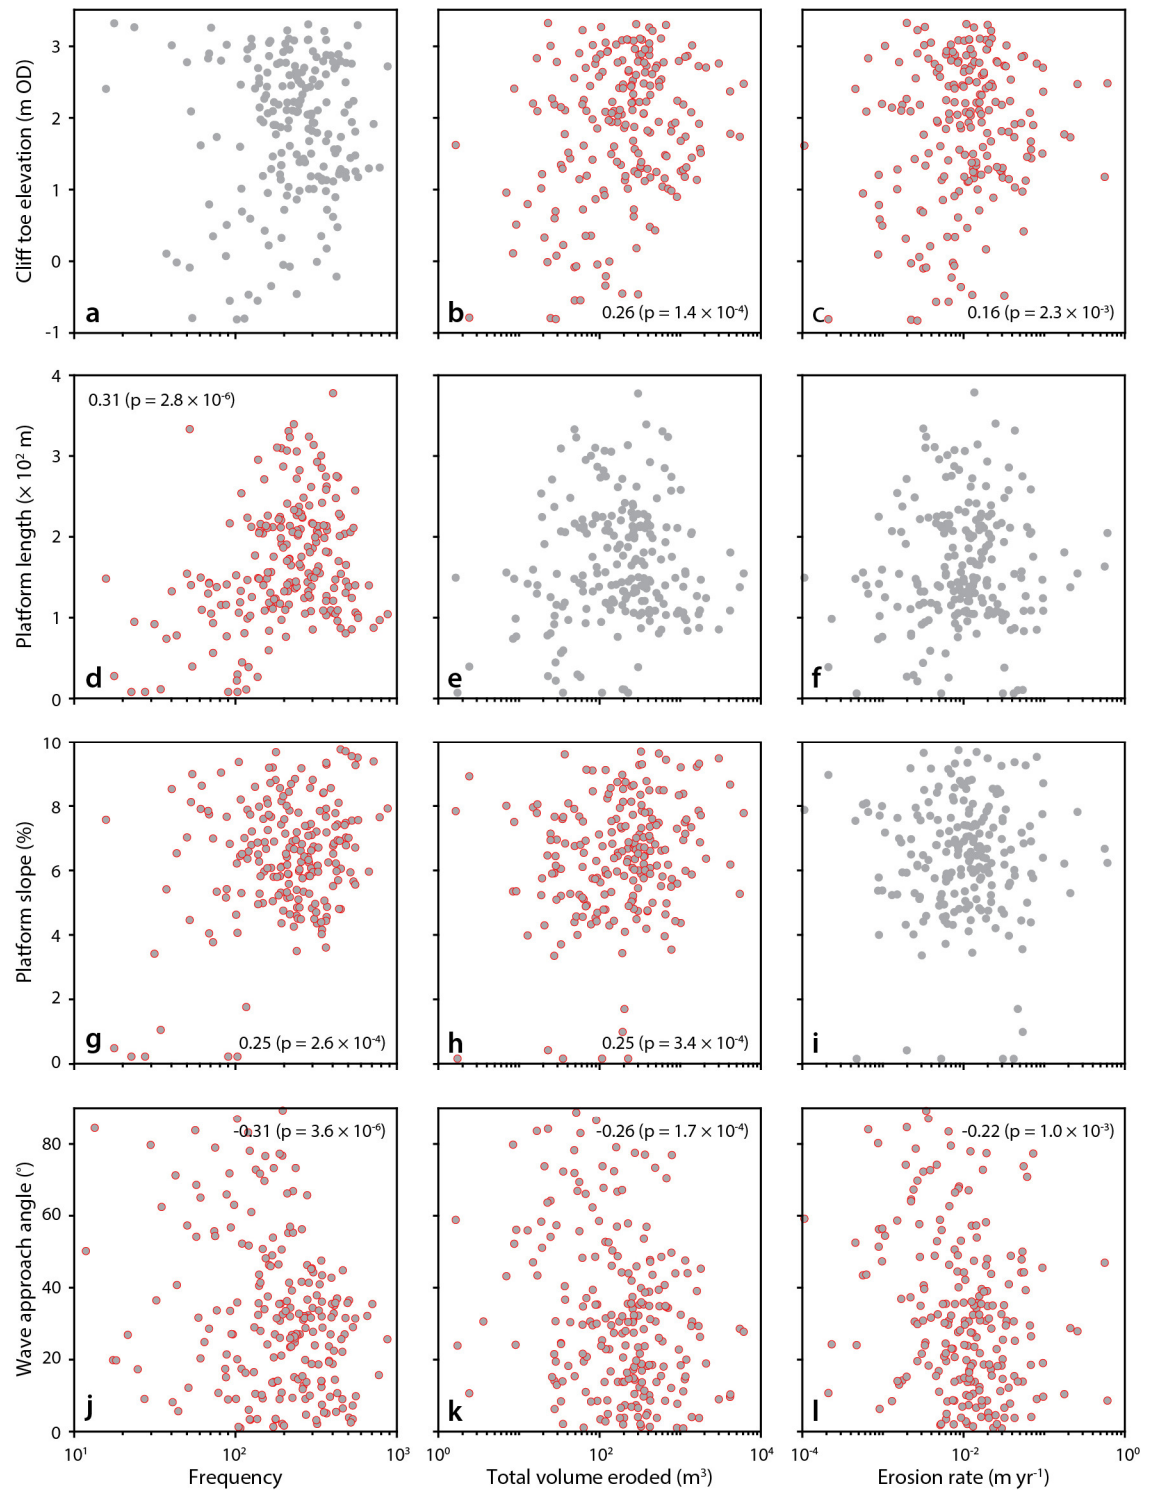 Cliff toe elevation (m OD)
3
2
1
0
-1
a
b
0.26 (p = 1.4 × 10⁻⁴)
c
0.16 (p = 2.3 × 10⁻³)
Platform length (× 10² m)
4
3
2
1
0
0.31 (p = 2.8 × 10⁻⁶)
d
e
f
Platform slope (%)
10
8
6
4
2
0
g
0.25 (p = 2.6 × 10⁻⁴)
h
0.25 (p = 3.4 × 10⁻⁴)
i
Wave approach angle (°)
80
60
40
20
0
-0.31 (p = 3.6 × 10⁻⁶)
j
-0.26 (p = 1.7 × 10⁻⁴)
k
-0.22 (p = 1.0 × 10⁻³)
l
10¹ 10² 10³
10⁰ 10² 10⁴
10⁻⁴ 10⁻² 10⁰
Frequency
Total volume eroded (m³)
Erosion rate (m yr⁻¹)